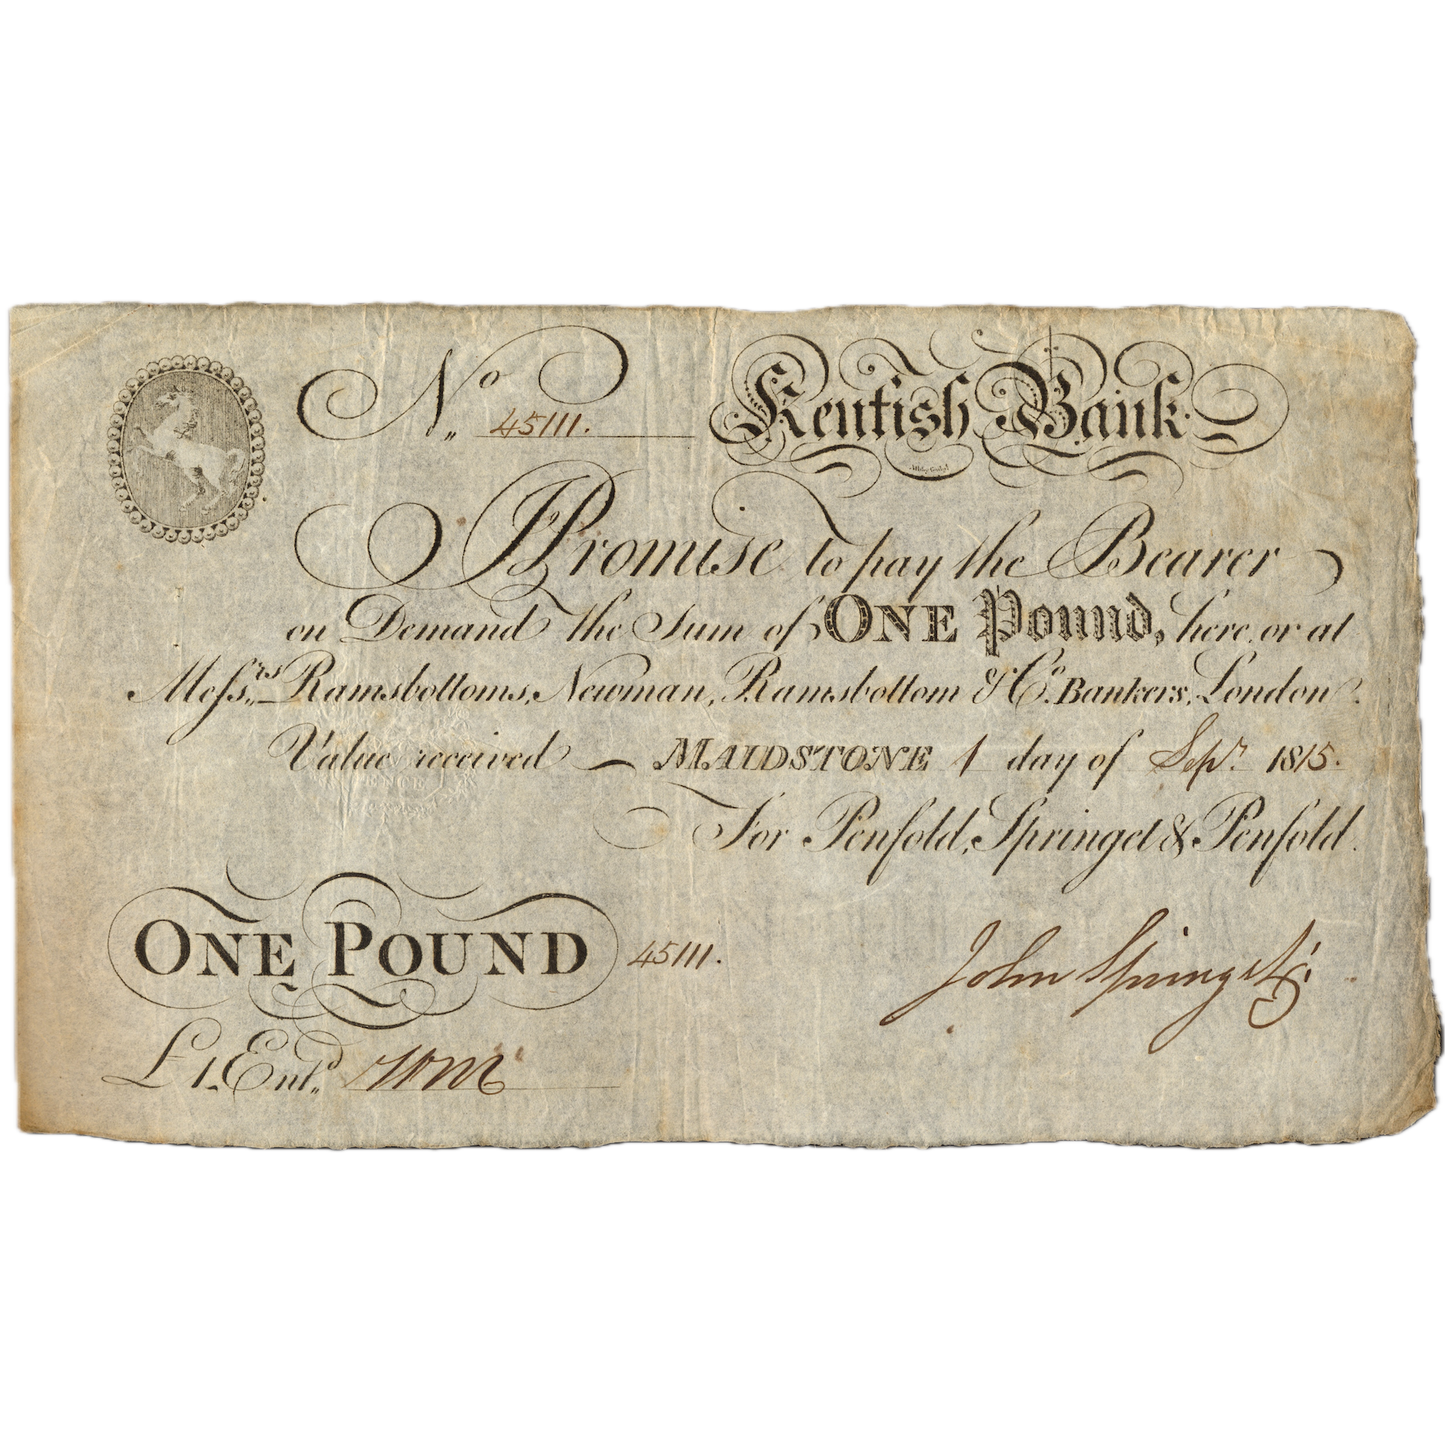 No 45111. Kentish Bank
I Promise to pay the Bearer
on Demand the Sum of ONE Pound, here or at
Messrs. Ramsbottoms, Newman, Ramsbottom & Co. Bankers, London.
Value received MAIDSTONE 1 day of Sepr. 1815.
For Penfold, Springet & Penfold.
ONE POUND 45111.
John Springett
£1. Entd.